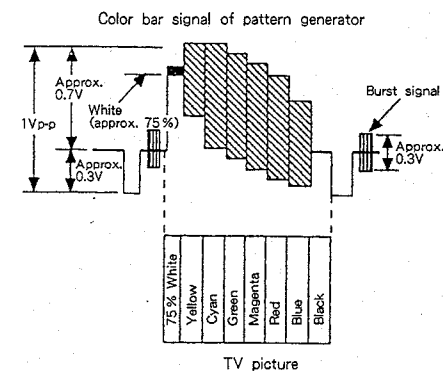 Color bar signal of pattern generator
Approx.
0.7V
1Vp-p
White
(approx. 75%)
Approx.
0.3V
Burst signal
Approx.
0.3V
75% White
Yellow
Cyan
Green
Magenta
Red
Blue
Black
TV picture